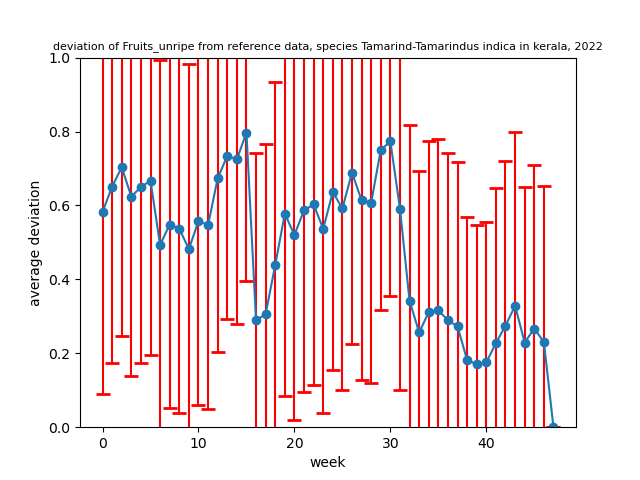 deviation of Fruits_unripe from reference data, species Tamarind-Tamarindus indica in kerala, 2022
1.0
0.8
0.6
0.4
0.2
0.0
average deviation
0 10 20 30 40
week